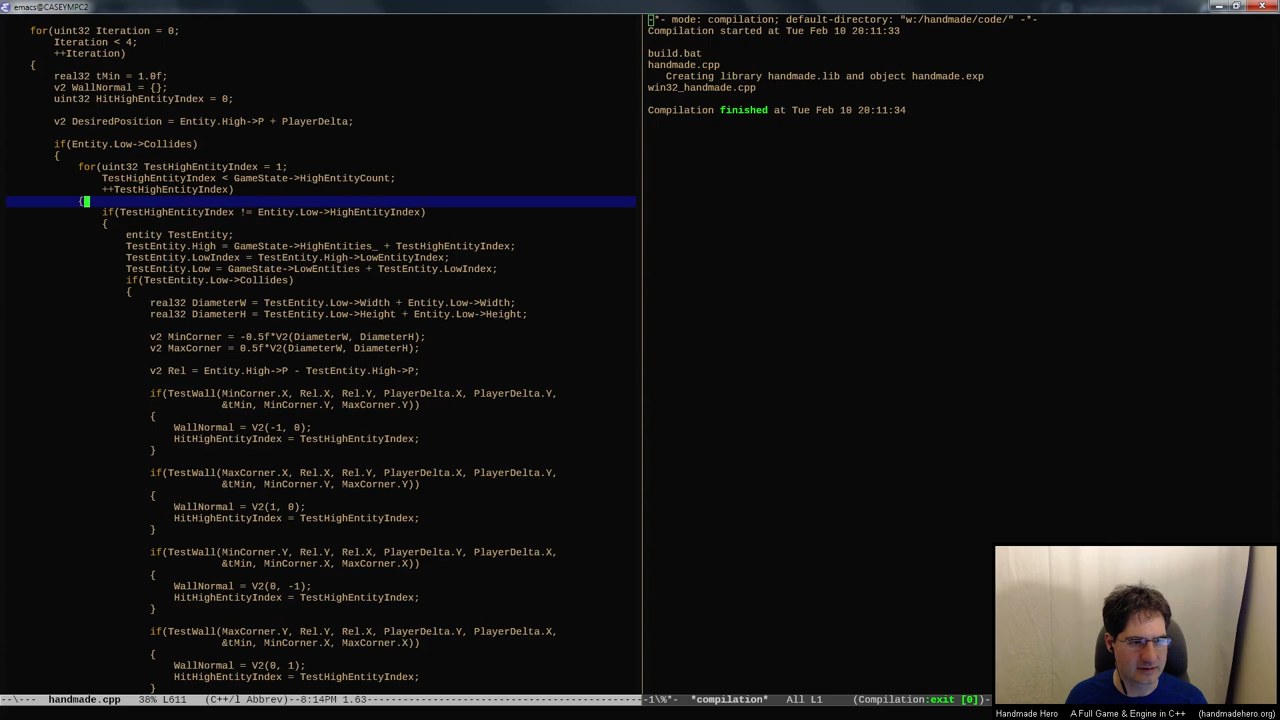 emacs@CASEYMPC2
for(uint32 Iteration = 0;
Iteration < 4;
++Iteration)
{
real32 tMin = 1.0f;
v2 WallNormal = {};
uint32 HitHighEntityIndex = 0;
v2 DesiredPosition = Entity.High->P + PlayerDelta;
if(Entity.Low->Collides)
{
for(uint32 TestHighEntityIndex = 1;
TestHighEntityIndex < GameState->HighEntityCount;
++TestHighEntityIndex)
{
if(TestHighEntityIndex != Entity.Low->HighEntityIndex)
{
entity TestEntity;
TestEntity.High = GameState->HighEntities_ + TestHighEntityIndex;
TestEntity.LowIndex = TestEntity.High->LowEntityIndex;
TestEntity.Low = GameState->LowEntities + TestEntity.LowIndex;
if(TestEntity.Low->Collides)
{
real32 DiameterW = TestEntity.Low->Width + Entity.Low->Width;
real32 DiameterH = TestEntity.Low->Height + Entity.Low->Height;
v2 MinCorner = -0.5f*V2(DiameterW, DiameterH);
v2 MaxCorner = 0.5f*V2(DiameterW, DiameterH);
v2 Rel = Entity.High->P - TestEntity.High->P;
if(TestWall(MinCorner.X, Rel.X, Rel.Y, PlayerDelta.X, PlayerDelta.Y,
&tMin, MinCorner.Y, MaxCorner.Y))
{
WallNormal = V2(-1, 0);
HitHighEntityIndex = TestHighEntityIndex;
}
if(TestWall(MaxCorner.X, Rel.X, Rel.Y, PlayerDelta.X, PlayerDelta.Y,
&tMin, MinCorner.Y, MaxCorner.Y))
{
WallNormal = V2(1, 0);
HitHighEntityIndex = TestHighEntityIndex;
}
if(TestWall(MinCorner.Y, Rel.Y, Rel.X, PlayerDelta.Y, PlayerDelta.X,
&tMin, MinCorner.X, MaxCorner.X))
{
WallNormal = V2(0, -1);
HitHighEntityIndex = TestHighEntityIndex;
}
if(TestWall(MaxCorner.Y, Rel.Y, Rel.X, PlayerDelta.Y, PlayerDelta.X,
&tMin, MinCorner.X, MaxCorner.X))
{
WallNormal = V2(0, 1);
HitHighEntityIndex = TestHighEntityIndex;
}
--\--- handmade.cpp 38% L611 (C++/l Abbrev)--8:14PM 1.63
-*- mode: compilation; default-directory: "w:/handmade/code/" -*-
Compilation started at Tue Feb 10 20:11:33
build.bat
handmade.cpp
Creating library handmade.lib and object handmade.exp
win32_handmade.cpp
Compilation finished at Tue Feb 10 20:11:34
-1\%*- *compilation* All L1 (Compilation:exit [0])-
Handmade Hero A Full Game & Engine in C++ (handmadehero.org)